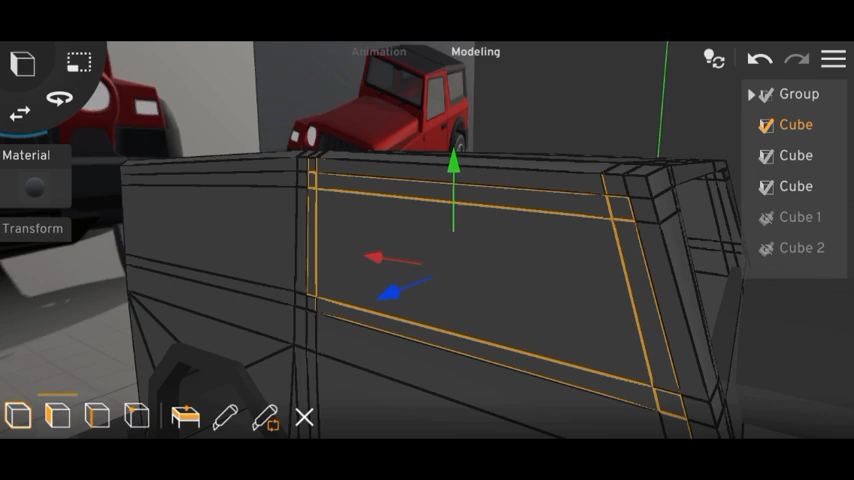 Animation
Modeling
Group
Cube
Cube
Cube
Cube 1
Cube 2
Material
Transform